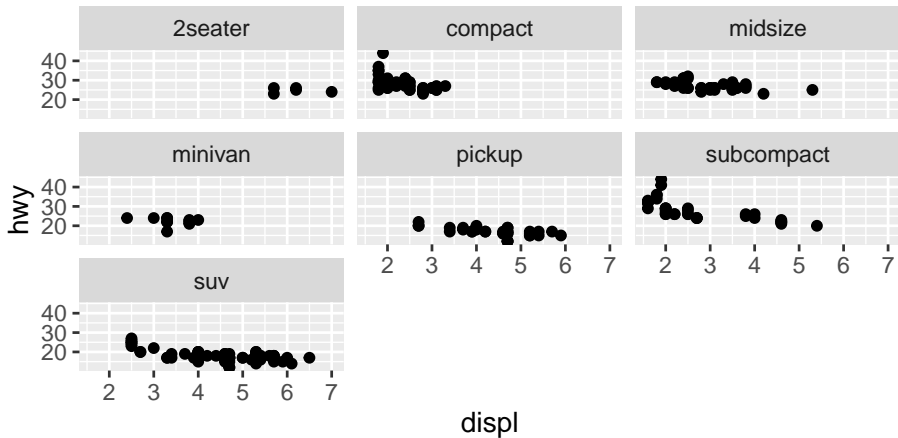 2seater compact midsize
40
30
20
minivan pickup subcompact
40
30
20
hwy
2 3 4 5 6 7 2 3 4 5 6 7
suv
40
30
20
2 3 4 5 6 7
displ